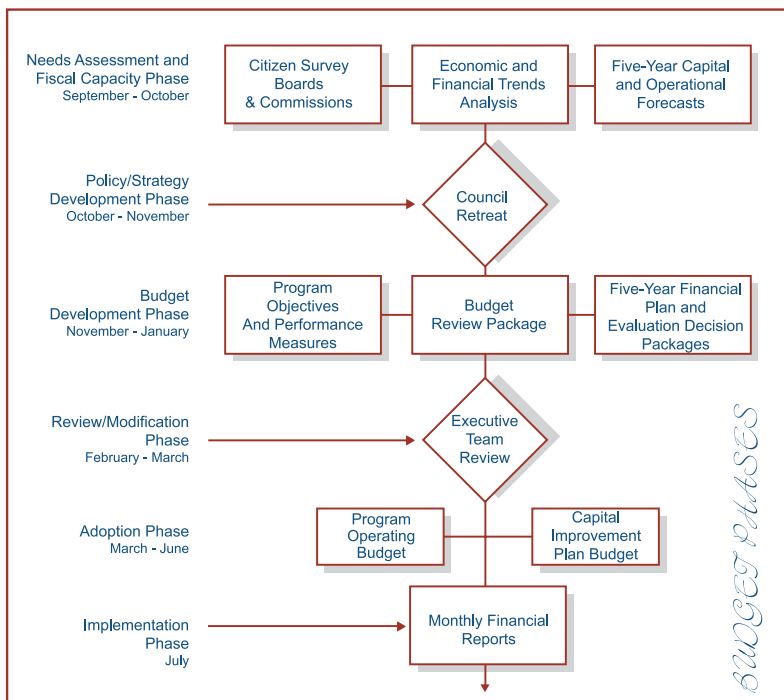 Needs Assessment and
Fiscal Capacity Phase
September - October
Citizen Survey
Boards
& Commissions
Economic and
Financial Trends
Analysis
Five-Year Capital
and Operational
Forecasts
Policy/Strategy
Development Phase
October - November
Council
Retreat
Budget
Development Phase
November - January
Program
Objectives
And Performance
Measures
Budget
Review Package
Five-Year Financial
Plan and
Evaluation Decision
Packages
Review/Modification
Phase
February - March
Executive
Team
Review
Adoption Phase
March - June
Program
Operating
Budget
Capital
Improvement
Plan Budget
Implementation
Phase
July
Monthly Financial
Reports
BUDGET PHASES